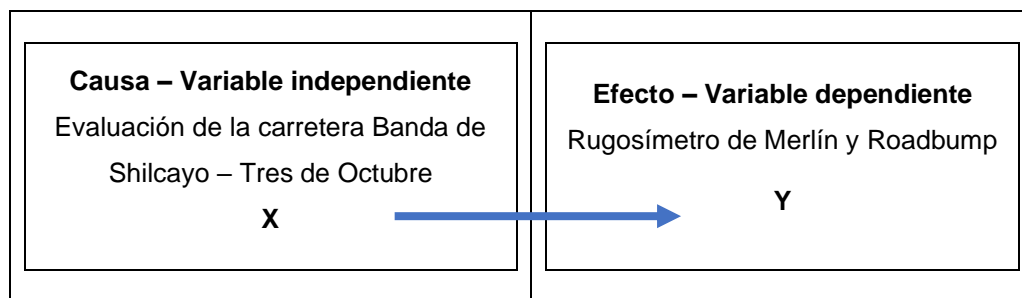 Causa – Variable independiente
Evaluación de la carretera Banda de
Shilcayo – Tres de Octubre
X
Efecto – Variable dependiente
Rugosímetro de Merlín y Roadbump
Y